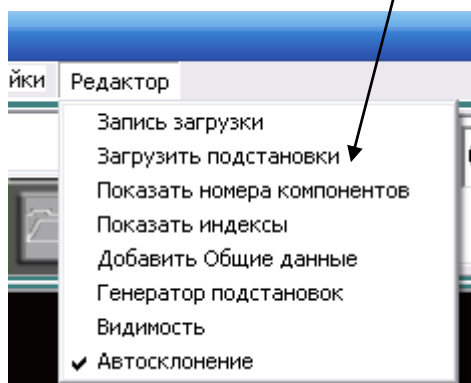 йки Редактор
Запись загрузки
Загрузить подстановки
Показать номера компонентов
Показать индексы
Добавить Общие данные
Генератор подстановок
Видимость
Автосклонение